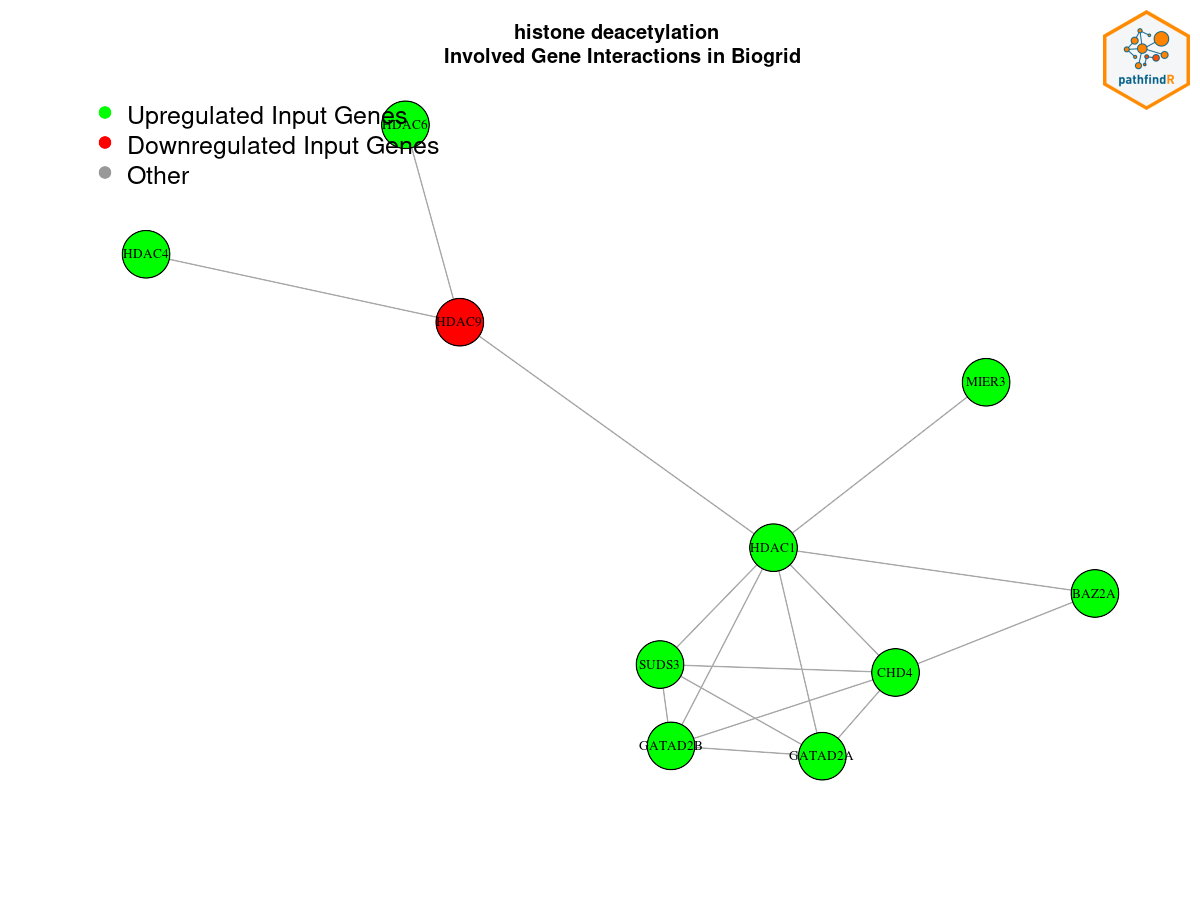 histone deacetylation
Involved Gene Interactions in Biogrid
pathfindR
Upregulated Input Genes
HDAC6
Downregulated Input Genes
Other
HDAC4
HDAC9
MIER3
HDAC1
BAZ2A
SUDS3
CHD4
GATAD2B
GATAD2A